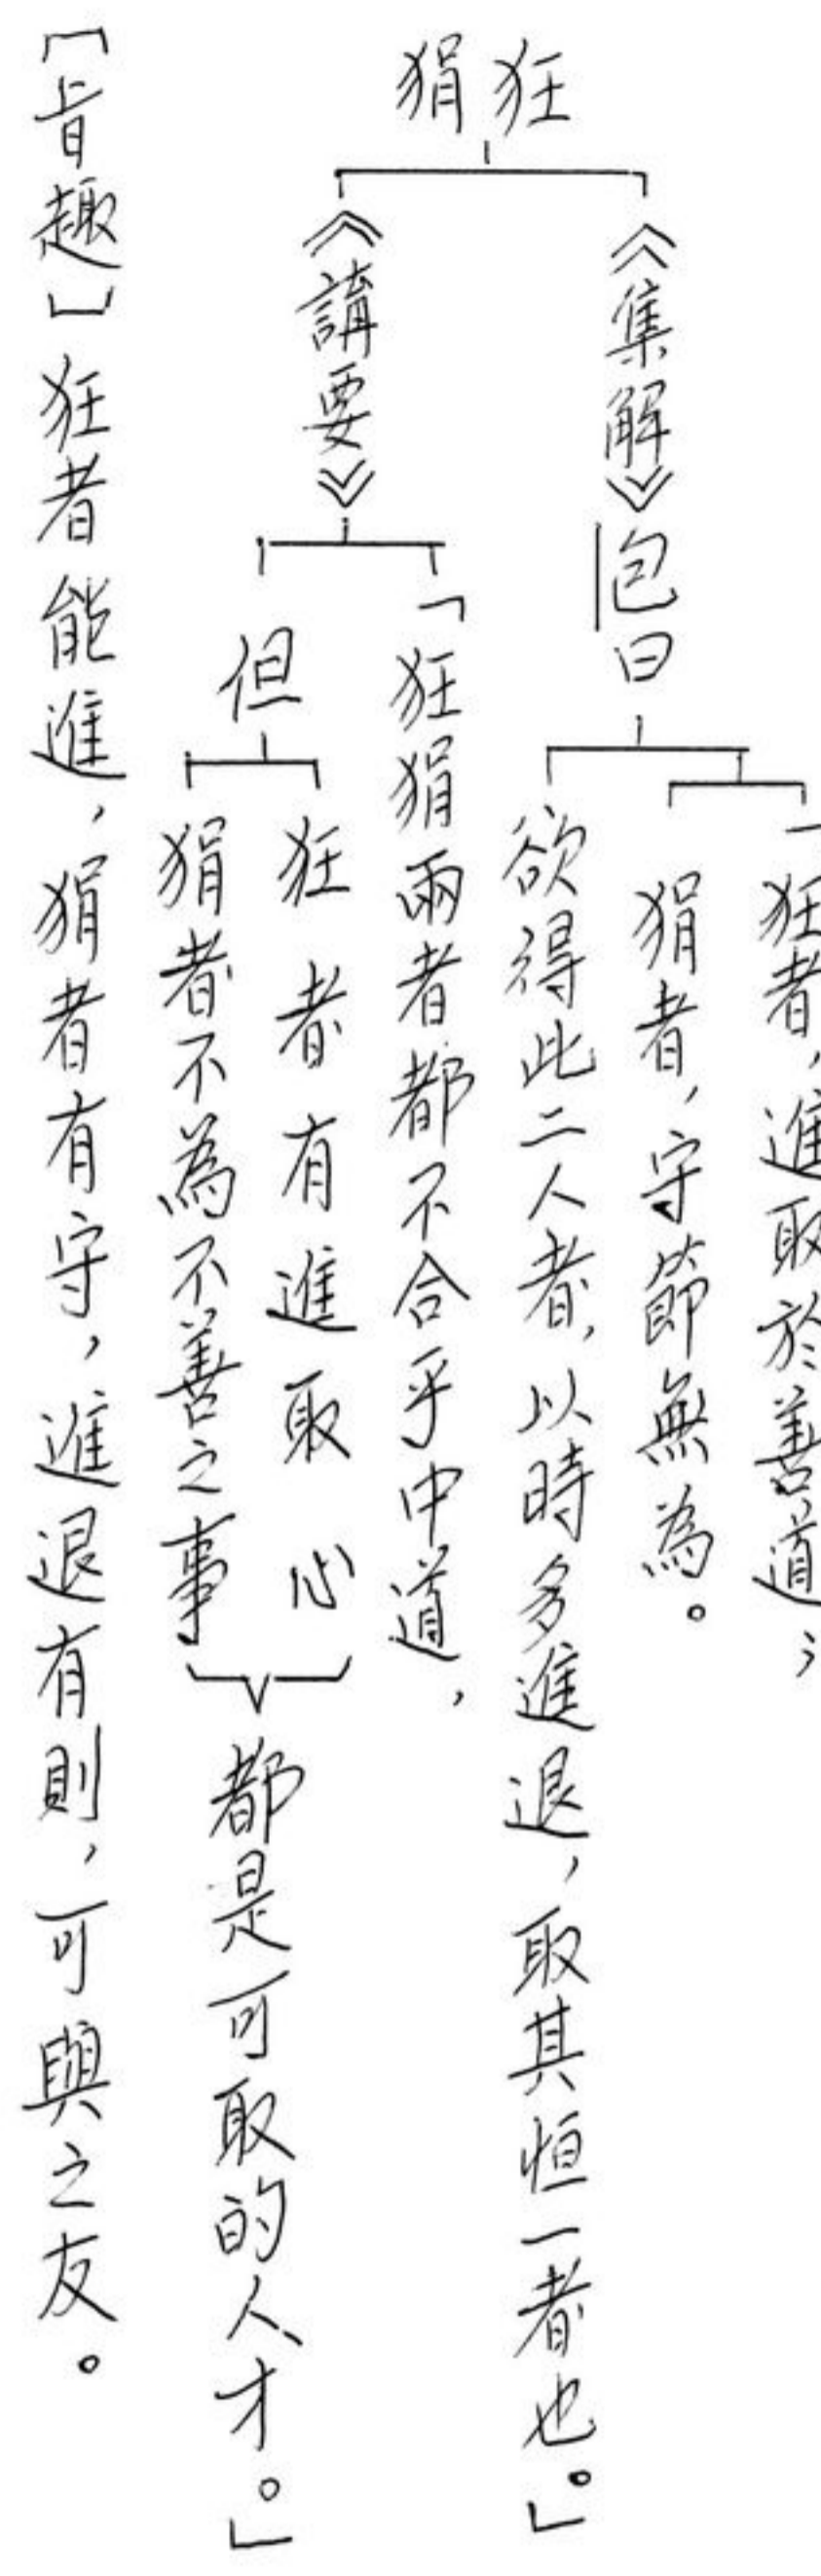 狂狷
《集解》包曰
「狂者，進取於善道；
狷者，守節無為。
欲得此二人者，以時多進退，取其恒一者也。」
《講要》
「狂狷兩者都不合乎中道，
但
狂者有進取心
狷者不為不善之事
都是可取的人才。」
［旨趣］狂者能進，狷者有守，進退有則，可與之友。